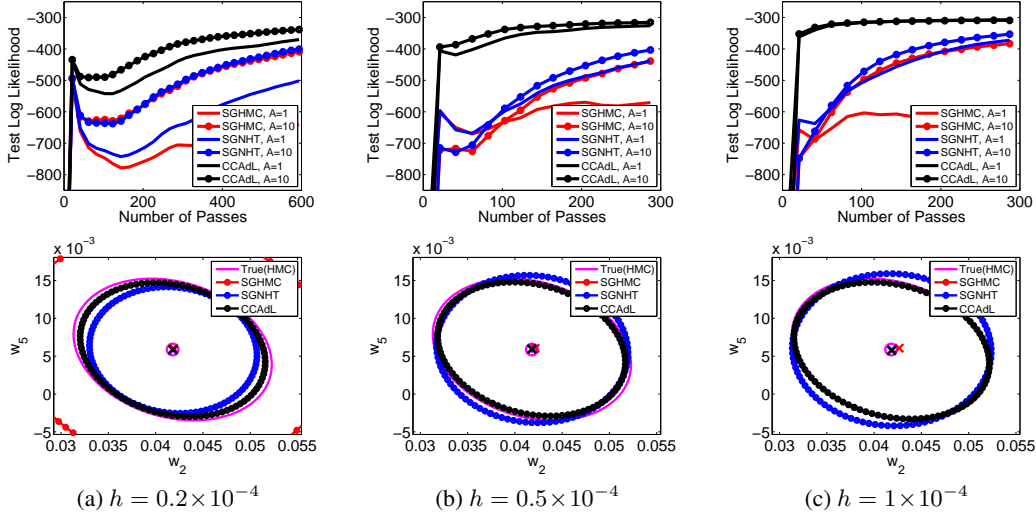 Test Log Likelihood
−300
−400
−500
−600
−700
−800
0 200 400 600
Number of Passes
SGHMC, A=1
SGHMC, A=10
SGNHT, A=1
SGNHT, A=10
CCAdL, A=1
CCAdL, A=10
Test Log Likelihood
−300
−400
−500
−600
−700
−800
0 100 200 300
Number of Passes
SGHMC, A=1
SGHMC, A=10
SGNHT, A=1
SGNHT, A=10
CCAdL, A=1
CCAdL, A=10
Test Log Likelihood
−300
−400
−500
−600
−700
−800
0 100 200 300
Number of Passes
SGHMC, A=1
SGHMC, A=10
SGNHT, A=1
SGNHT, A=10
CCAdL, A=1
CCAdL, A=10
x 10⁻³
w₅
15
10
5
0
−5
0.03 0.035 0.04 0.045 0.05 0.055
w₂
True(HMC)
SGHMC
SGNHT
CCAdL
x 10⁻³
w₅
15
10
5
0
−5
0.03 0.035 0.04 0.045 0.05 0.055
w₂
True(HMC)
SGHMC
SGNHT
CCAdL
x 10⁻³
w₅
15
10
5
0
−5
0.03 0.035 0.04 0.045 0.05 0.055
w₂
True(HMC)
SGHMC
SGNHT
CCAdL
(a) h = 0.2×10⁻⁴
(b) h = 0.5×10⁻⁴
(c) h = 1×10⁻⁴